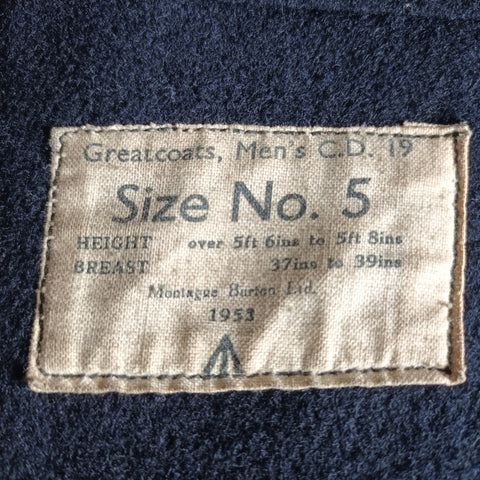 Greatcoats, Men's C.D. 19
Size No. 5
HEIGHT over 5ft 6ins to 5ft 8ins
BREAST 37ins to 39ins
Montague Burton Ltd.
1953